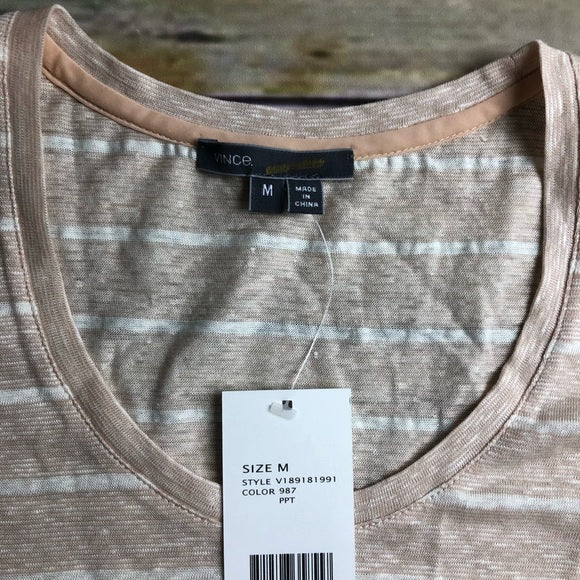 VINCE.
M
MADE
IN
CHINA
SIZE M
STYLE V189181991
COLOR 987
PPT